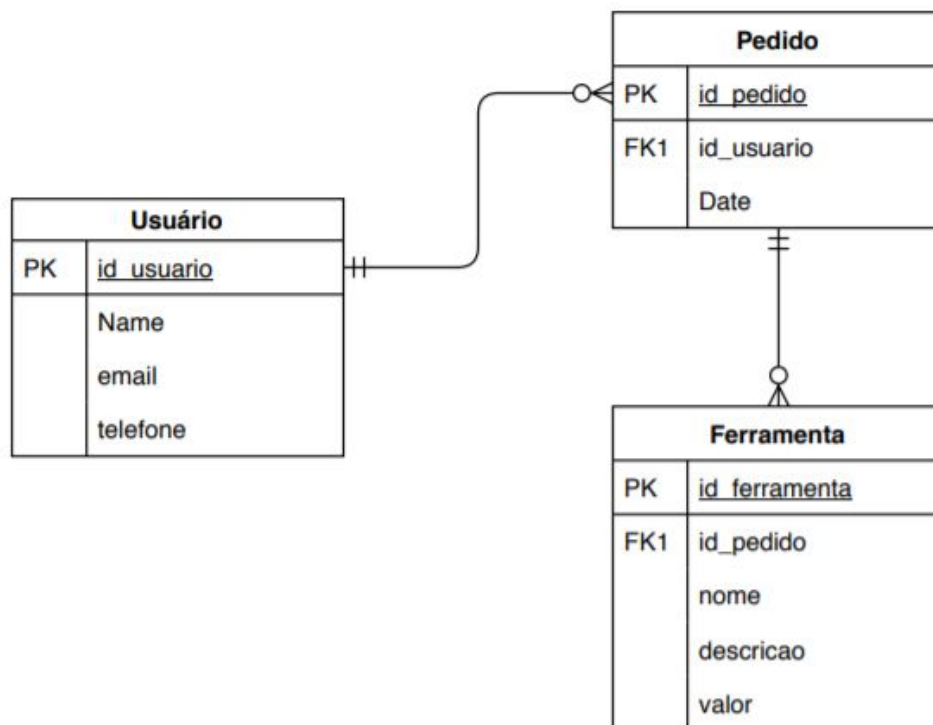 Pedido
PK id_pedido
FK1 id_usuario
Date
Usuário
PK id_usuario
Name
email
telefone
Ferramenta
PK id_ferramenta
FK1 id_pedido
nome
descricao
valor